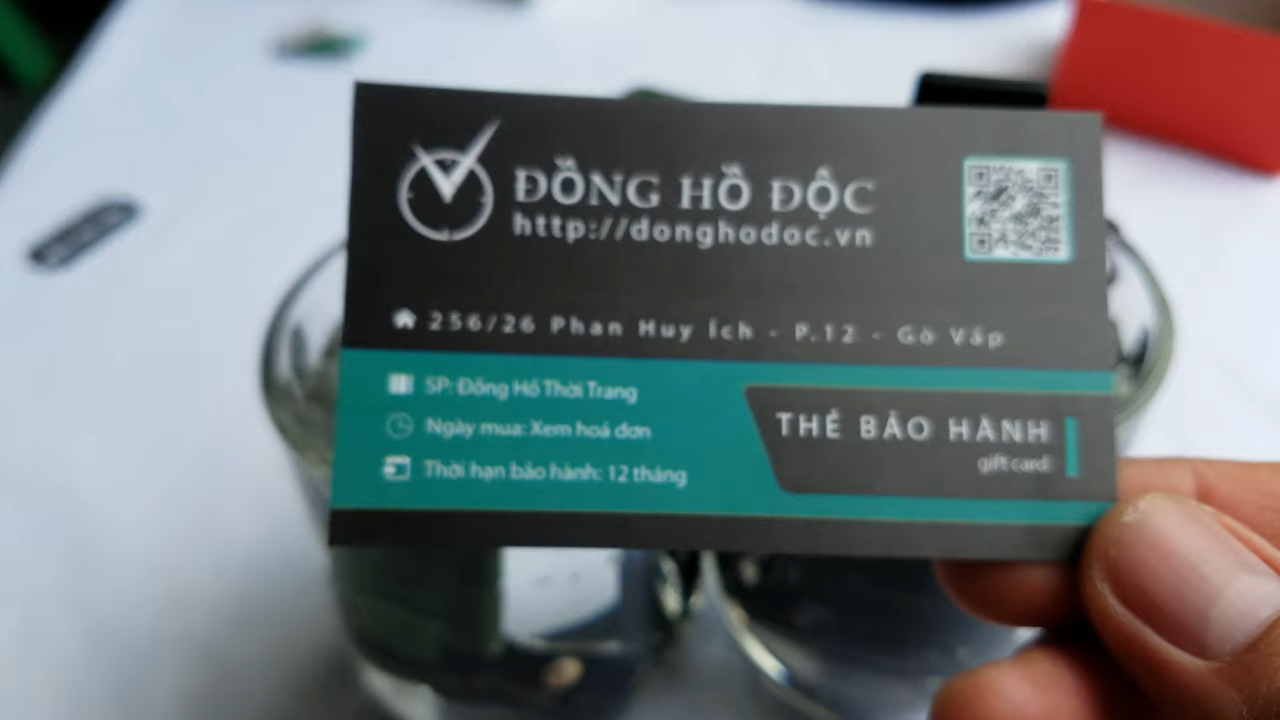 ĐỒNG HỒ ĐỘC
http://donghodoc.vn
256/26 Phan Huy Ích - P.12 - Gò Vấp
SP: Đồng Hồ Thời Trang
Ngày mua: Xem hoá đơn
Thời hạn bảo hành: 12 tháng
THẺ BẢO HÀNH
gift card